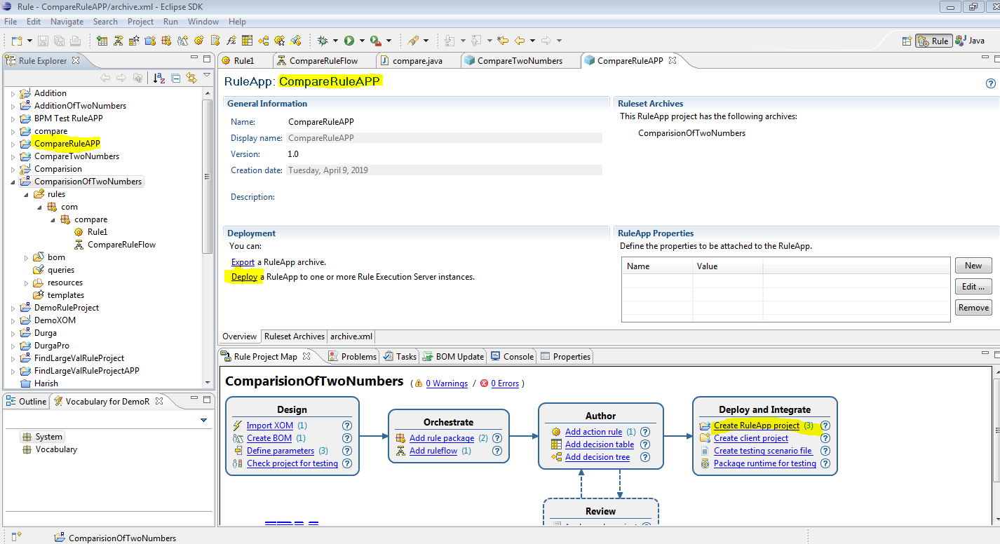 Rule - CompareRuleAPP/archive.xml - Eclipse SDK
File Edit Navigate Search Project Run Window Help
Rule Java
Rule Explorer
Addition
AdditionOfTwoNumbers
BPM Test RuleAPP
compare
CompareRuleAPP
CompareTwoNumbers
Comparision
ComparisionOfTwoNumbers
rules
com
compare
Rule1
CompareRuleFlow
bom
queries
resources
templates
DemoRuleProject
DemoXOM
Durga
DurgaPro
FindLargeValRuleProject
FindLargeValRuleProjectAPP
Harish
Outline Vocabulary for DemoR
System
Vocabulary
Rule1 CompareRuleFlow compare.java CompareTwoNumbers CompareRuleAPP
RuleApp: CompareRuleAPP
General Information
Name: CompareRuleAPP
Display name: CompareRuleAPP
Version: 1.0
Creation date: Tuesday, April 9, 2019
Description:
Ruleset Archives
This RuleApp project has the following archives:
ComparisionOfTwoNumbers
Deployment
You can:
Export a RuleApp archive.
Deploy a RuleApp to one or more Rule Execution Server instances.
RuleApp Properties
Define the properties to be attached to the RuleApp.
Name Value
New
Edit ...
Remove
Overview Ruleset Archives archive.xml
Rule Project Map Problems Tasks BOM Update Console Properties
ComparisionOfTwoNumbers ( 0 Warnings / 0 Errors )
Design
Import XOM (1) ?
Create BOM (1) ?
Define parameters (3) ?
Check project for testing ?
Orchestrate
Add rule package (2) ?
Add ruleflow (1) ?
Author
Add action rule (1) ?
Add decision table ?
Add decision tree ?
Deploy and Integrate
Create RuleApp project (3) ?
Create client project ?
Create testing scenario file ?
Package runtime for testing ?
Review
ComparisionOfTwoNumbers